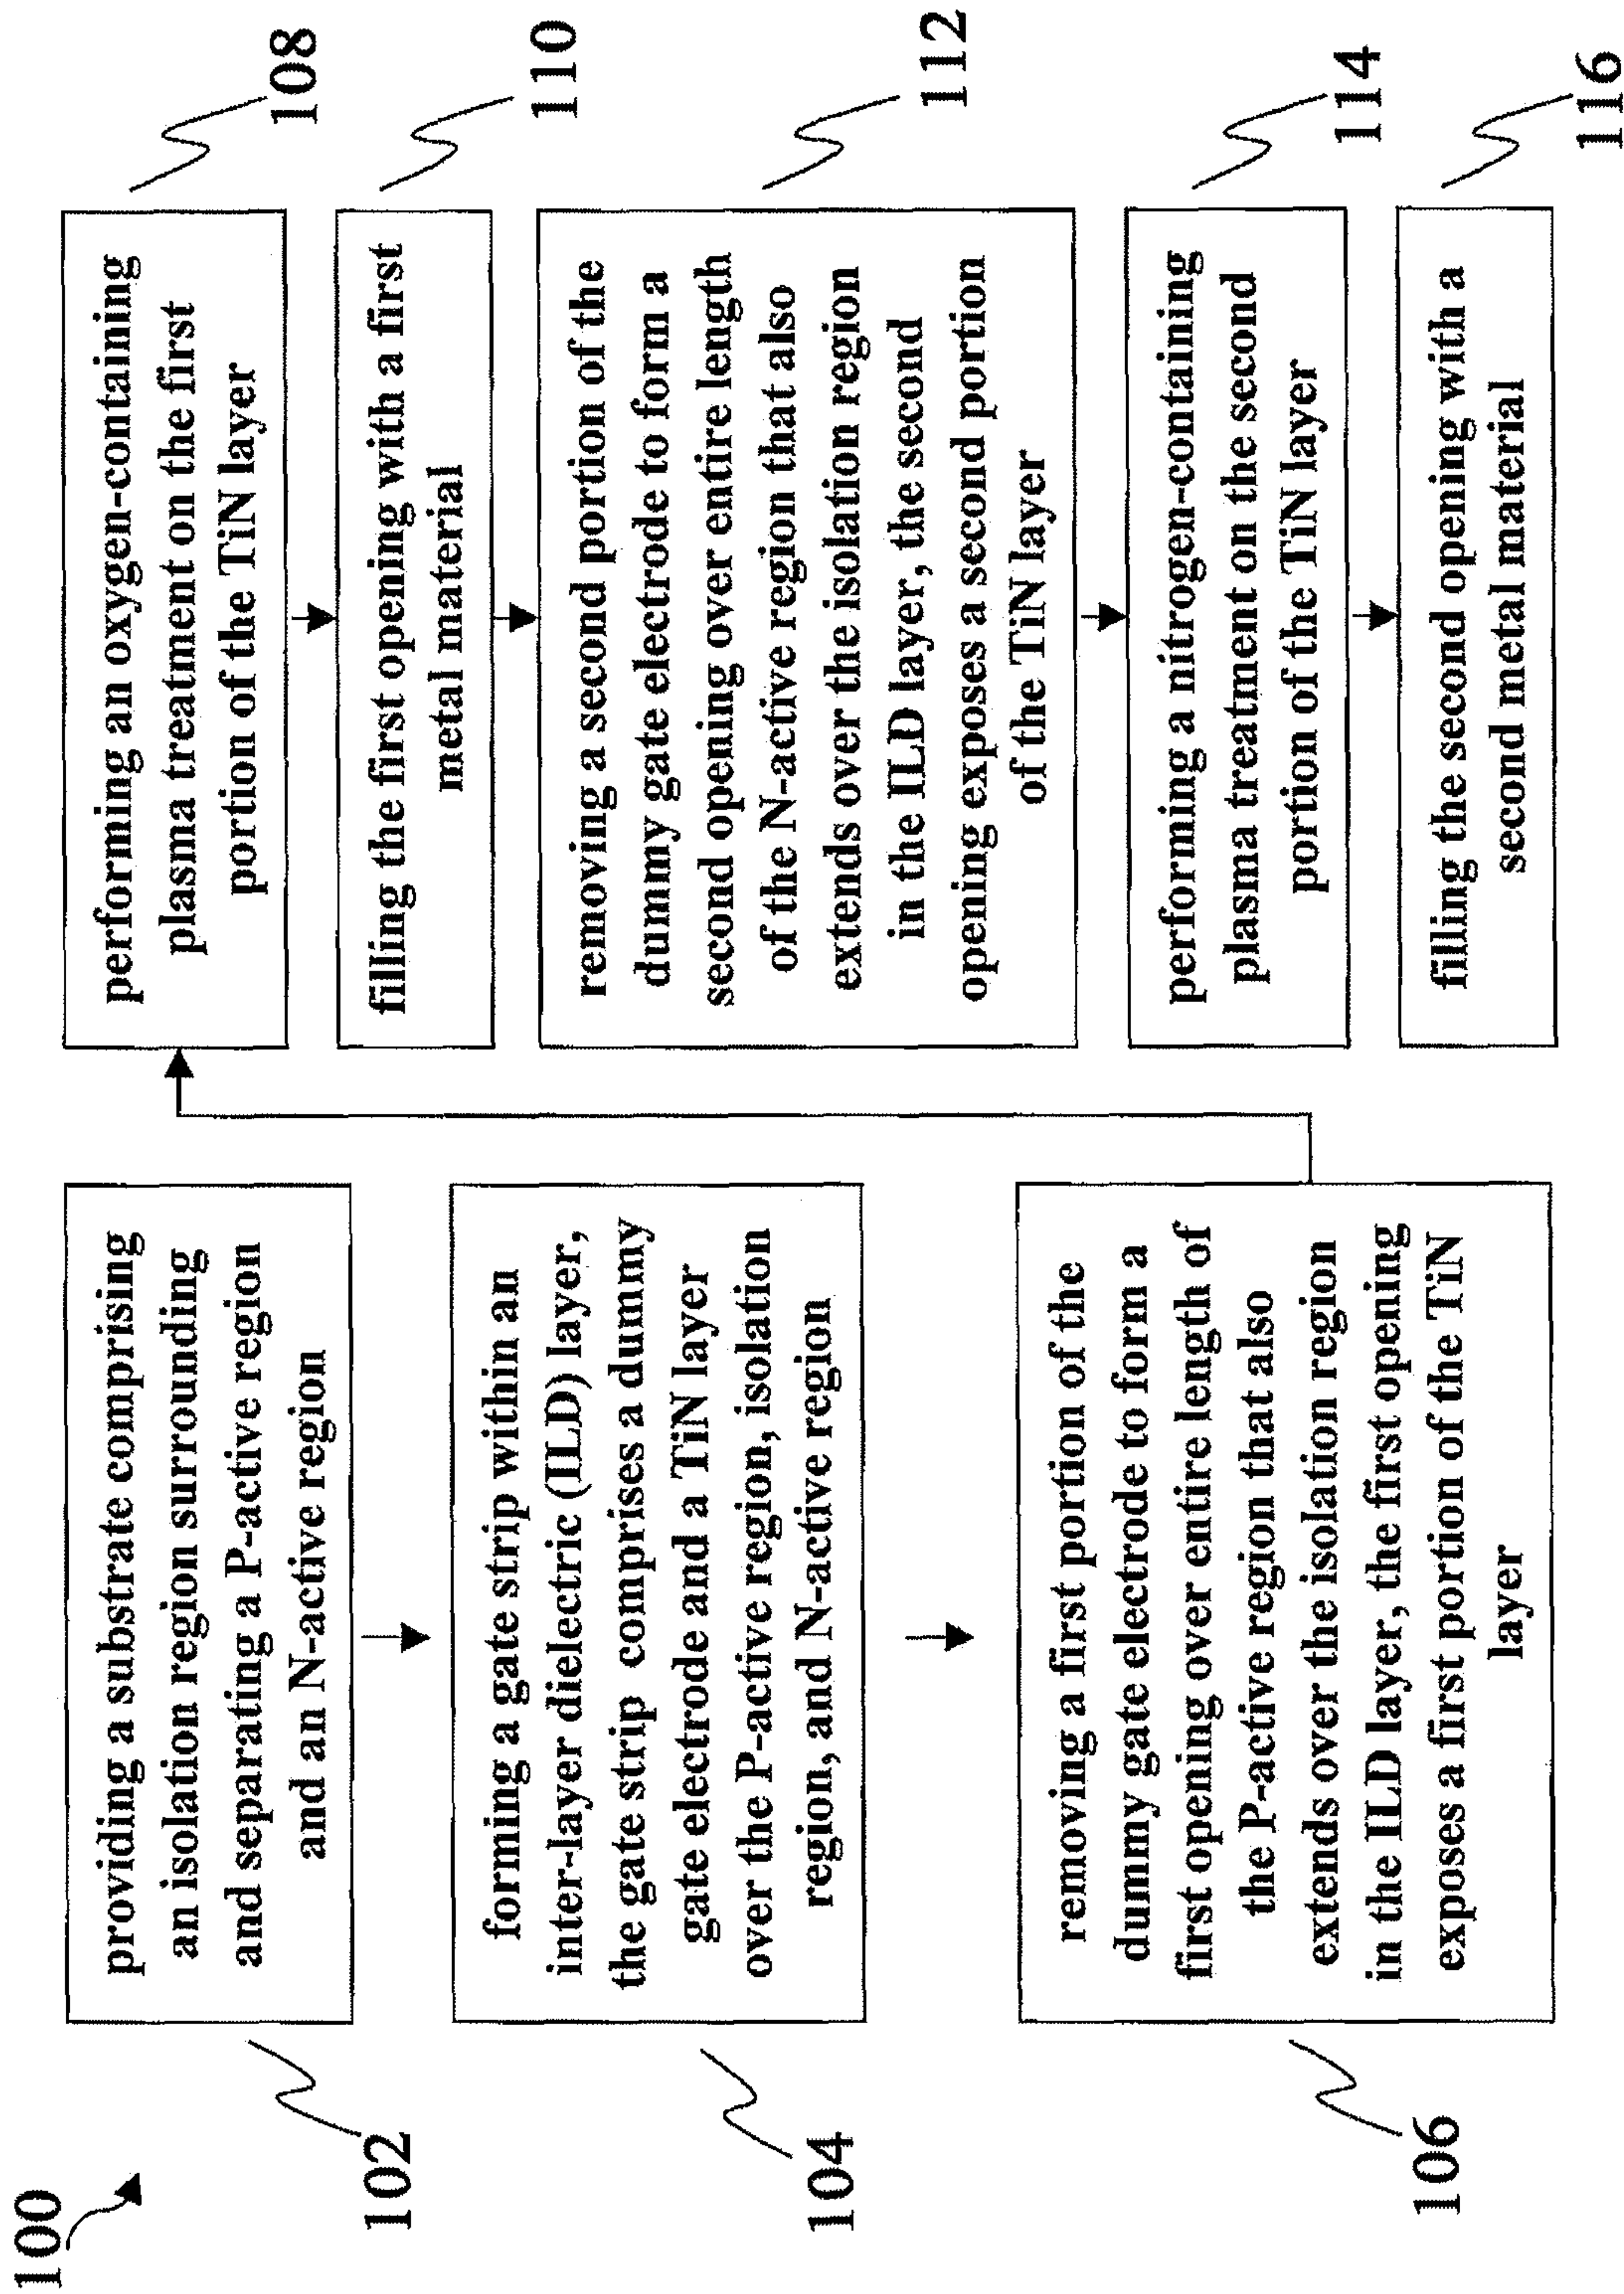 100
102
providing a substrate comprising
an isolation region surrounding
and separating a P-active region
and an N-active region
104
forming a gate strip within an
inter-layer dielectric (ILD) layer,
the gate strip comprises a dummy
gate electrode and a TiN layer
over the P-active region, isolation
region, and N-active region
106
removing a first portion of the
dummy gate electrode to form a
first opening over entire length of
the P-active region that also
extends over the isolation region
in the ILD layer, the first opening
exposes a first portion of the TiN
layer
performing an oxygen-containing
plasma treatment on the first
portion of the TiN layer
108
filling the first opening with a first
metal material
110
removing a second portion of the
dummy gate electrode to form a
second opening over entire length
of the N-active region that also
extends over the isolation region
in the ILD layer, the second
opening exposes a second portion
of the TiN layer
112
performing a nitrogen-containing
plasma treatment on the second
portion of the TiN layer
114
filling the second opening with a
second metal material
116